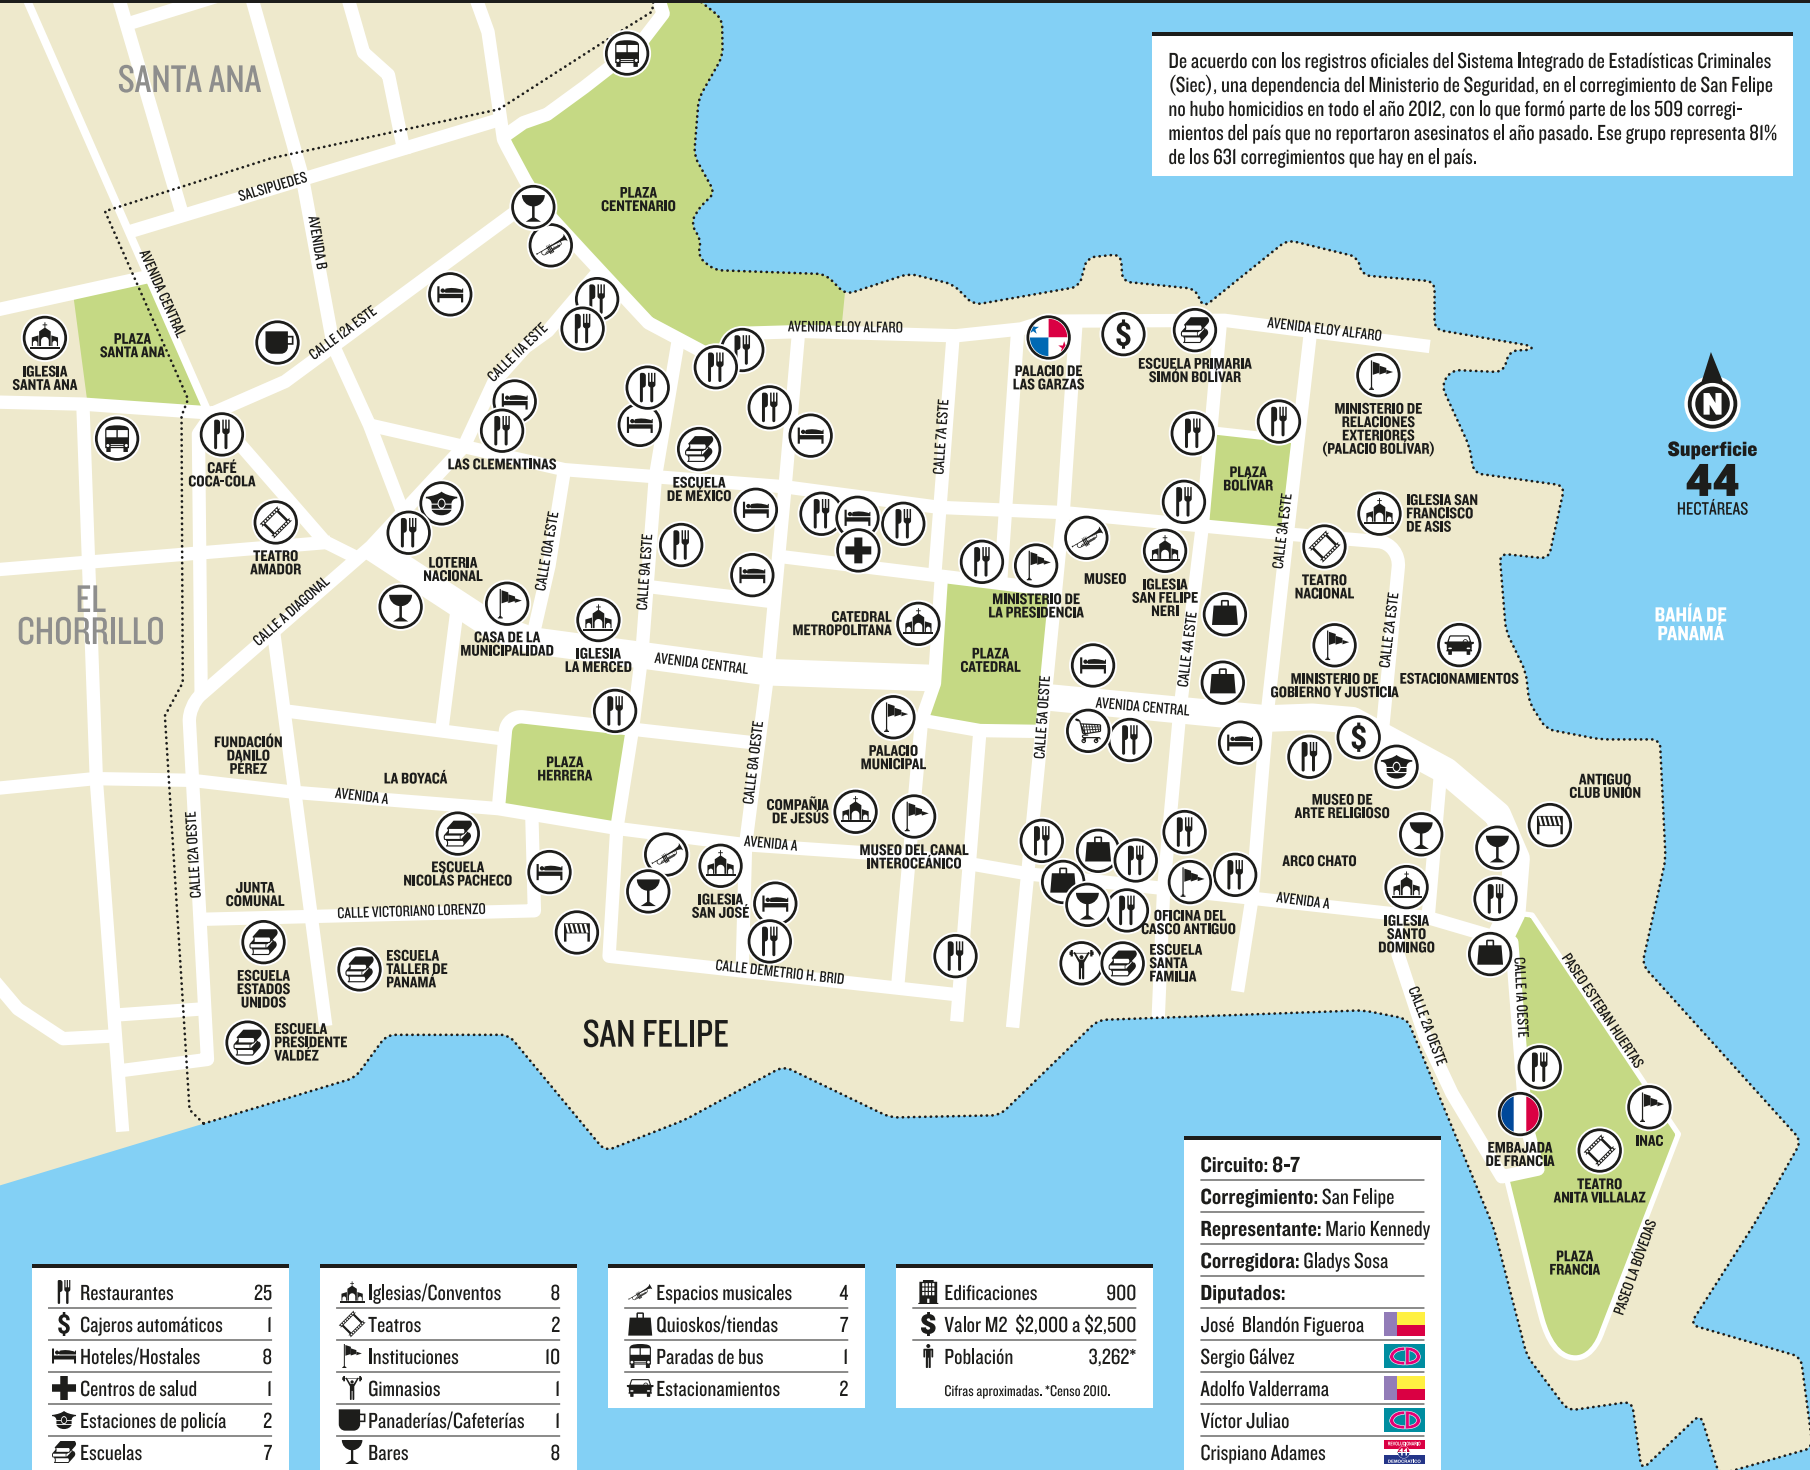 De acuerdo con los registros oficiales del Sistema Integrado de Estadísticas Criminales
(Siec), una dependencia del Ministerio de Seguridad, en el corregimiento de San Felipe
no hubo homicidios en todo el año 2012, con lo que formó parte de los 509 corregi-
mientos del país que no reportaron asesinatos el año pasado. Ese grupo representa 81%
de los 631 corregimientos que hay en el país.
SANTA ANA
SALSIPUEDES
AVENIDA B
AVENIDA CENTRAL
PLAZA
CENTENARIO
PLAZA
SANTA ANA
IGLESIA
SANTA ANA
CALLE 12A ESTE
CALLE 11A ESTE
AVENIDA ELOY ALFARO
AVENIDA ELOY ALFARO
PALACIO DE
LAS GARZAS
ESCUELA PRIMARIA
SIMÓN BOLÍVAR
MINISTERIO DE
RELACIONES
EXTERIORES
(PALACIO BOLÍVAR)
N
Superficie
44
HECTÁREAS
CAFÉ
COCA-COLA
LAS CLEMENTINAS
ESCUELA
DE MÉXICO
CALLE 7A ESTE
PLAZA
BOLÍVAR
IGLESIA SAN
FRANCISCO
DE ASIS
TEATRO
AMADOR
LOTERIA
NACIONAL
CALLE 10A ESTE
CALLE 9A ESTE
CALLE 3A ESTE
MUSEO
IGLESIA
SAN FELIPE
NERI
TEATRO
NACIONAL
MINISTERIO DE
LA PRESIDENCIA
EL
CHORRILLO
CALLE A DIAGONAL
CASA DE LA
MUNICIPALIDAD
IGLESIA
LA MERCED
CATEDRAL
METROPOLITANA
PLAZA
CATEDRAL
CALLE 4A ESTE
CALLE 2A ESTE
BAHÍA DE
PANAMÁ
AVENIDA CENTRAL
MINISTERIO DE
GOBIERNO Y JUSTICIA
ESTACIONAMIENTOS
CALLE 5A OESTE
AVENIDA CENTRAL
FUNDACIÓN
DANILO
PÉREZ
LA BOYACÁ
PLAZA
HERRERA
CALLE 8A OESTE
PALACIO
MUNICIPAL
AVENIDA A
COMPAÑIA
DE JESÚS
MUSEO DE
ARTE RELIGIOSO
ANTIGUO
CLUB UNIÓN
CALLE 12A OESTE
ESCUELA
NICOLÁS PACHECO
AVENIDA A
MUSEO DEL CANAL
INTEROCEÁNICO
ARCO CHATO
JUNTA
COMUNAL
CALLE VICTORIANO LORENZO
IGLESIA
SAN JOSÉ
OFICINA DEL
CASCO ANTIGUO
AVENIDA A
IGLESIA
SANTO
DOMINGO
ESCUELA
ESTADOS
UNIDOS
ESCUELA
TALLER DE
PANAMÁ
CALLE DEMETRIO H. BRID
ESCUELA
SANTA
FAMILIA
CALLE 2A OESTE
CALLE 1A OESTE
PASEO ESTEBAN HUERTAS
ESCUELA
PRESIDENTE
VALDÉZ
SAN FELIPE
EMBAJADA
DE FRANCIA
INAC
TEATRO
ANITA VILLALAZ
PLAZA
FRANCIA
PASEO LA BÓVEDAS
Restaurantes 25
$ Cajeros automáticos 1
Hoteles/Hostales 8
Centros de salud 1
Estaciones de policía 2
Escuelas 7
Iglesias/Conventos 8
Teatros 2
Instituciones 10
Gimnasios 1
Panaderías/Cafeterías 1
Bares 8
Espacios musicales 4
Quioskos/tiendas 7
Paradas de bus 1
Estacionamientos 2
Edificaciones 900
$ Valor M2 $2,000 a $2,500
Población 3,262*
Cifras aproximadas. *Censo 2010.
Circuito: 8-7
Corregimiento: San Felipe
Representante: Mario Kennedy
Corregidora: Gladys Sosa
Diputados:
José Blandón Figueroa
Sergio Gálvez CD
Adolfo Valderrama
Víctor Juliao CD
Crispiano Adames
REVOLUCIONARIO
DEMOCRÁTICO